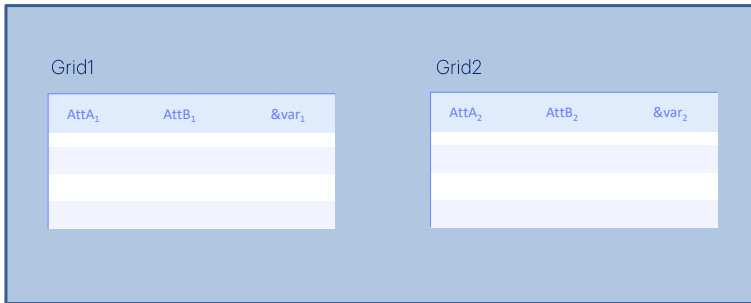 Grid1
AttA₁ AttB₁ &var₁
Grid2
AttA₂ AttB₂ &var₂